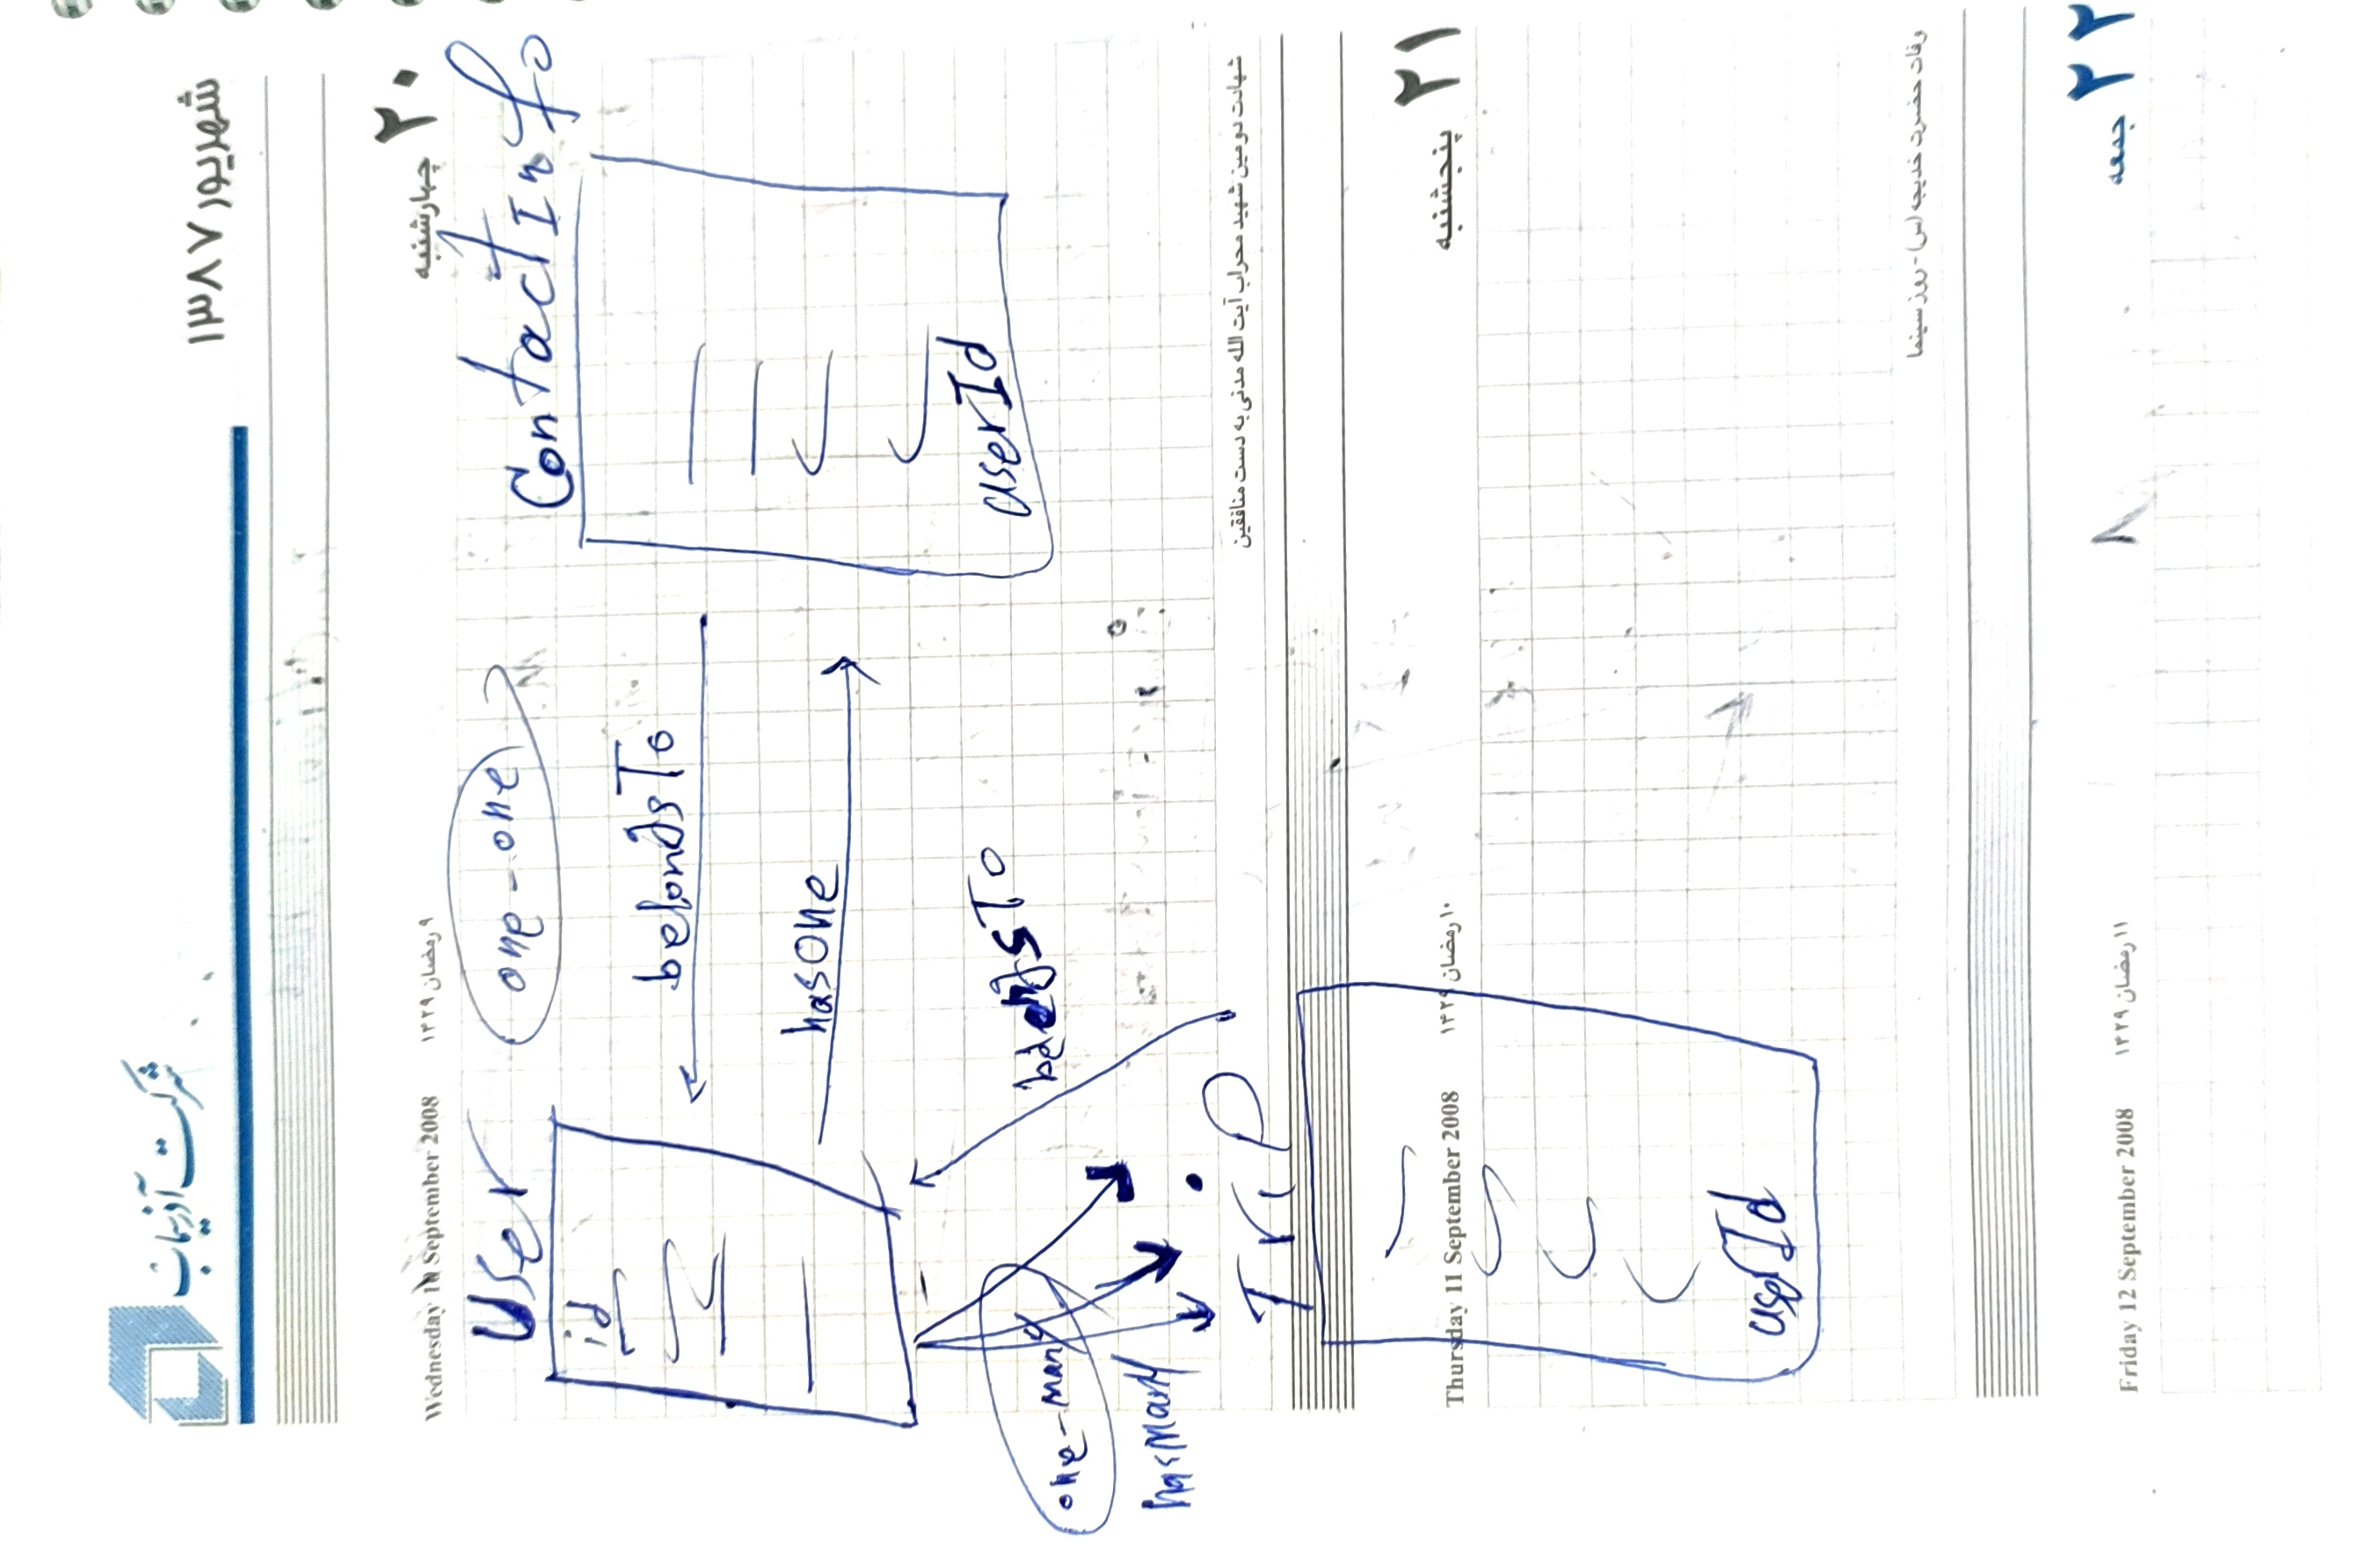 شرکت آذریاب
شهریور ۱۳۸۷
Wednesday 10 September 2008
۹ رمضان ۱۴۲۹
چهارشنبه
۲۰
User
one-one
ContactInfo
id
belongsTo
hasOne
userId
belongsTo
one-many
hasMany
شهادت دومین شهید محراب آیت الله مدنی به دست منافقین
Thursday 11 September 2008
۱۰ رمضان ۱۴۲۹
پنجشنبه
۲۱
userId
وفات حضرت خدیجه (س) - روز سینما
Friday 12 September 2008
۱۱ رمضان ۱۴۲۹
جمعه
۲۲